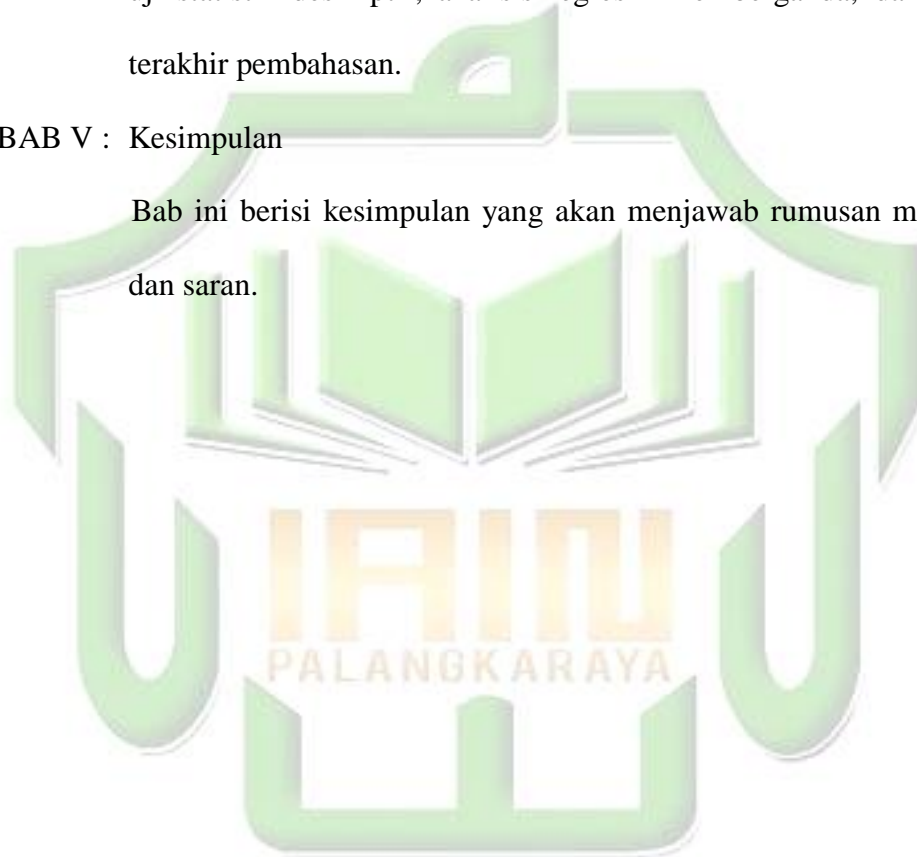 terakhir pembahasan.
BAB V : Kesimpulan
Bab ini berisi kesimpulan yang akan menjawab rumusan
dan saran.
IAIN
PALANGKARAYA